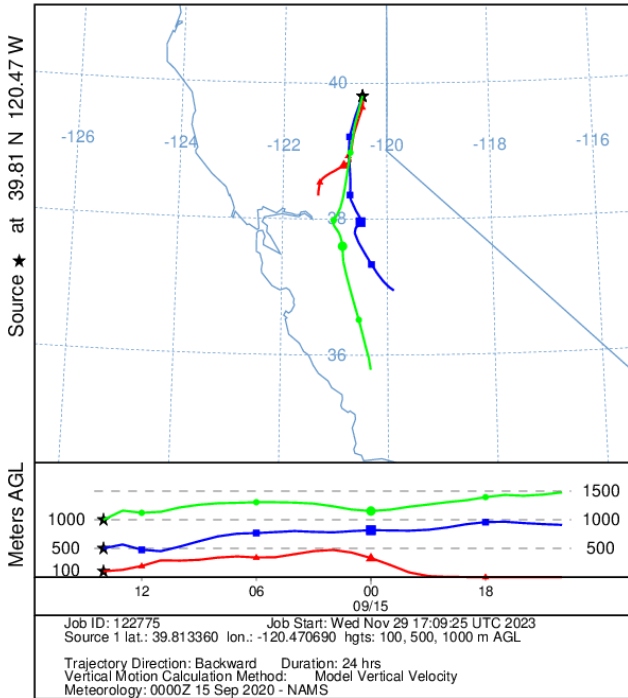 Source ★ at 39.81 N 120.47 W
40
-126
-124
-122
-120
-118
-116
38
36
Meters AGL
1500
1000
1000
500
500
100
12
06
00
18
09/15
Job ID: 122775 Job Start: Wed Nov 29 17:09:25 UTC 2023
Source 1 lat.: 39.813360 lon.: -120.470690 hgts: 100, 500, 1000 m AGL
Trajectory Direction: Backward Duration: 24 hrs
Vertical Motion Calculation Method: Model Vertical Velocity
Meteorology: 0000Z 15 Sep 2020 - NAMS